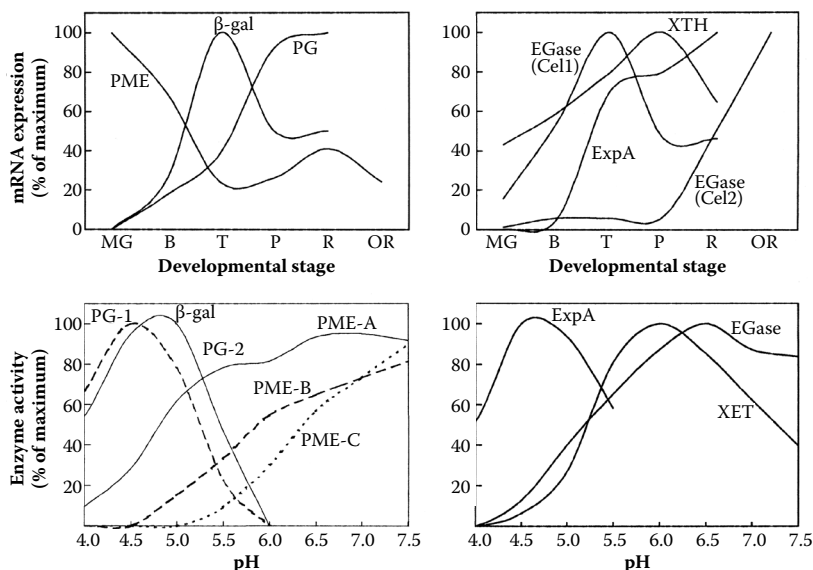 mRNA expression
(% of maximum)
100
80
60
40
20
0
PME
β-gal
PG
MG B T P R OR
Developmental stage
100
80
60
40
20
0
EGase
(Cel1)
XTH
ExpA
EGase
(Cel2)
MG B T P R OR
Developmental stage
Enzyme activity
(% of maximum)
100
80
60
40
20
PG-1
β-gal
PG-2
PME-A
PME-B
PME-C
4.0 4.5 5.0 5.5 6.0 6.5 7.0 7.5
pH
100
80
60
40
20
ExpA
EGase
XET
4.0 4.5 5.0 5.5 6.0 6.5 7.0 7.5
pH